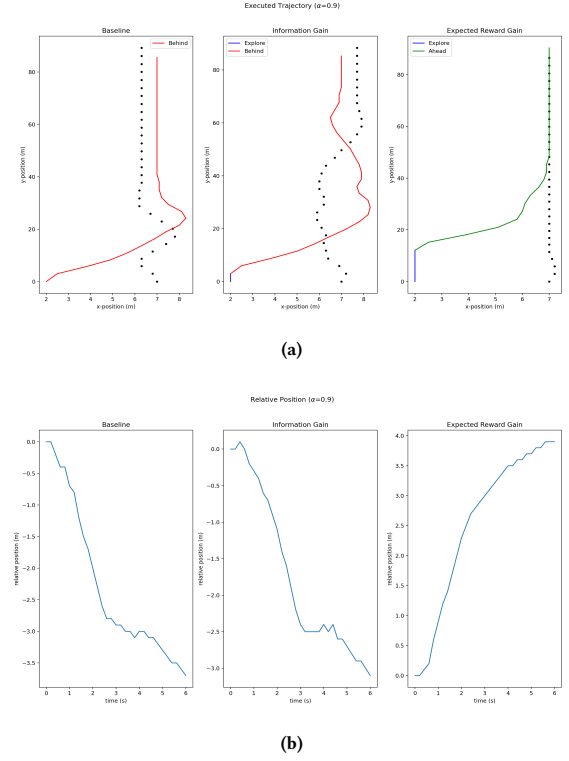 Executed Trajectory (α=0.9)
Baseline
Information Gain
Expected Reward Gain
Behind
Explore
Behind
Explore
Ahead
y-position (m)
80
60
40
20
0
2 3 4 5 6 7 8
x-position (m)
y-position (m)
80
60
40
20
0
2 3 4 5 6 7 8
x-position (m)
y-position (m)
80
60
40
20
0
2 3 4 5 6 7
x-position (m)
(a)
Relative Position (α=0.9)
Baseline
Information Gain
Expected Reward Gain
relative position (m)
0.0
−0.5
−1.0
−1.5
−2.0
−2.5
−3.0
−3.5
0 1 2 3 4 5 6
time (s)
relative position (m)
0.0
−0.5
−1.0
−1.5
−2.0
−2.5
−3.0
0 1 2 3 4 5 6
time (s)
relative position (m)
4.0
3.5
3.0
2.5
2.0
1.5
1.0
0.5
0.0
0 1 2 3 4 5 6
time (s)
(b)